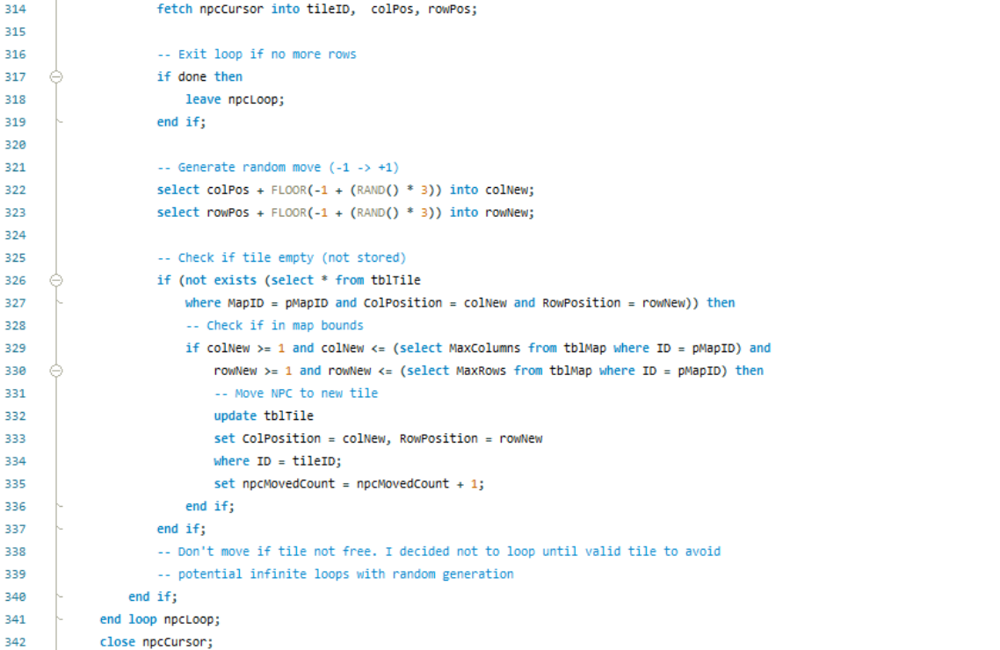 314 fetch npcCursor into tileID,  colPos, rowPos;
315
316 -- Exit loop if no more rows
317 if done then
318 leave npcLoop;
319 end if;
320
321 -- Generate random move (-1 -> +1)
322 select colPos + FLOOR(-1 + (RAND() * 3)) into colNew;
323 select rowPos + FLOOR(-1 + (RAND() * 3)) into rowNew;
324
325 -- Check if tile empty (not stored)
326 if (not exists (select * from tblTile
327 where MapID = pMapID and ColPosition = colNew and RowPosition = rowNew)) then
328 -- Check if in map bounds
329 if colNew >= 1 and colNew <= (select MaxColumns from tblMap where ID = pMapID) and
330 rowNew >= 1 and rowNew <= (select MaxRows from tblMap where ID = pMapID) then
331 -- Move NPC to new tile
332 update tblTile
333 set ColPosition = colNew, RowPosition = rowNew
334 where ID = tileID;
335 set npcMovedCount = npcMovedCount + 1;
336 end if;
337 end if;
338 -- Don't move if tile not free. I decided not to loop until valid tile to avoid
339 -- potential infinite loops with random generation
340 end if;
341 end loop npcLoop;
342 close npcCursor;